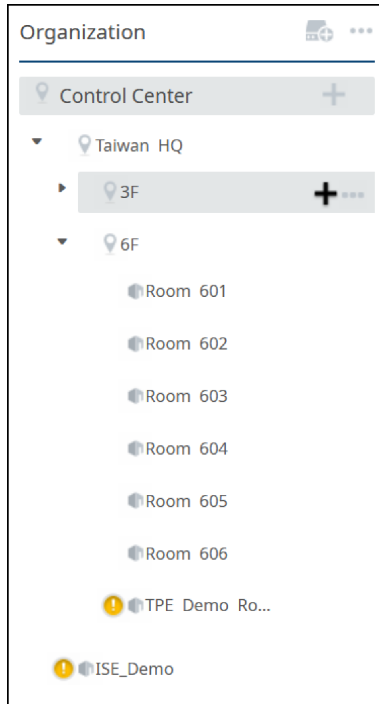 Organization
Control Center
Taiwan HQ
3F
6F
Room 601
Room 602
Room 603
Room 604
Room 605
Room 606
TPE Demo Ro...
ISE_Demo